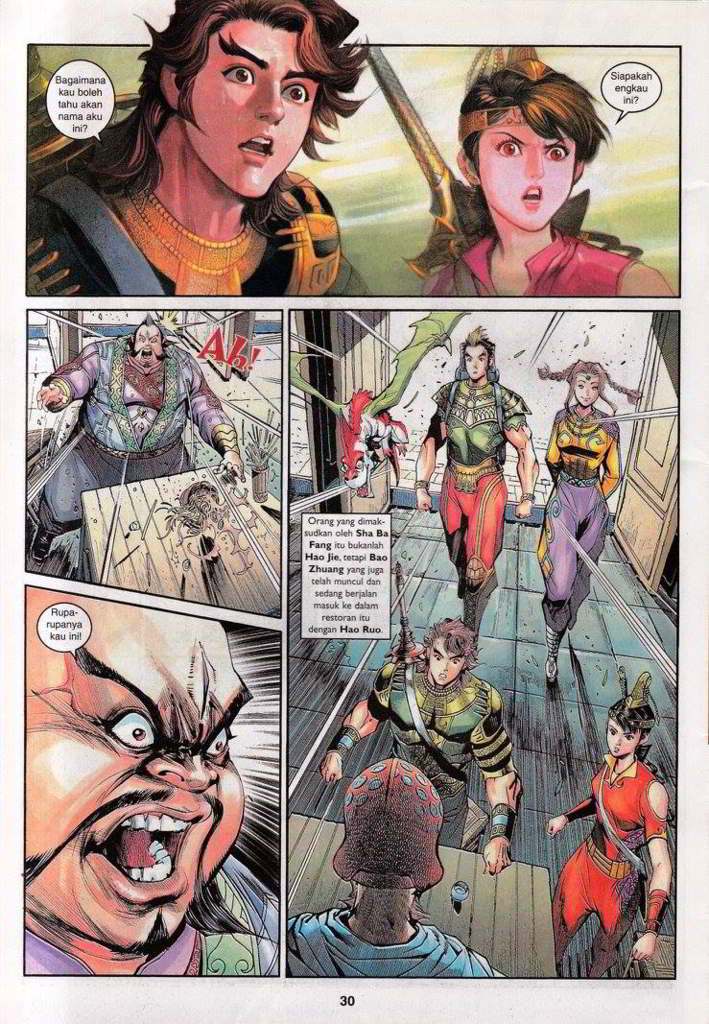 Bagaimana
kau boleh
tahu akan
nama aku
ini?
Siapakah
engkau
ini?
Ah!
Orang yang dimak-
sudkan oleh Sha Ba
Fang itu bukanlah
Hao Jie, tetapi Bao
Zhuang yang juga
telah muncul dan
sedang berjalan
masuk ke dalam
restoran itu
dengan Hao Ruo.
Rupa-
rupanya
kau ini!
30